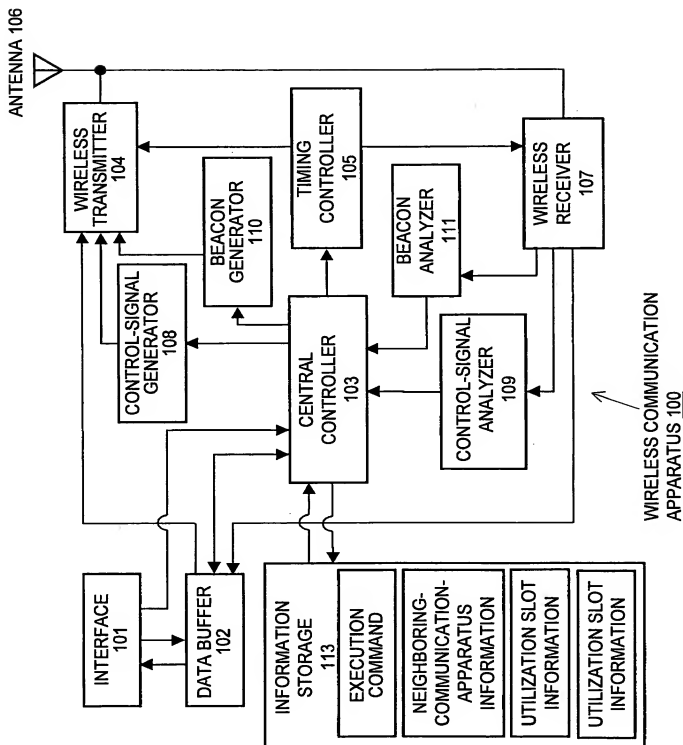 ANTENNA 106
WIRELESS
TRANSMITTER
104
TIMING
CONTROLLER
105
WIRELESS
RECEIVER
107
BEACON
GENERATOR
110
BEACON
ANALYZER
111
CONTROL-SIGNAL
GENERATOR
108
CENTRAL
CONTROLLER
103
CONTROL-SIGNAL
ANALYZER
109
INTERFACE
101
DATA BUFFER
102
INFORMATION
STORAGE
113
EXECUTION
COMMAND
NEIGHBORING-
COMMUNICATION-
APPARATUS
INFORMATION
UTILIZATION SLOT
INFORMATION
UTILIZATION SLOT
INFORMATION
WIRELESS COMMUNICATION
APPARATUS 100